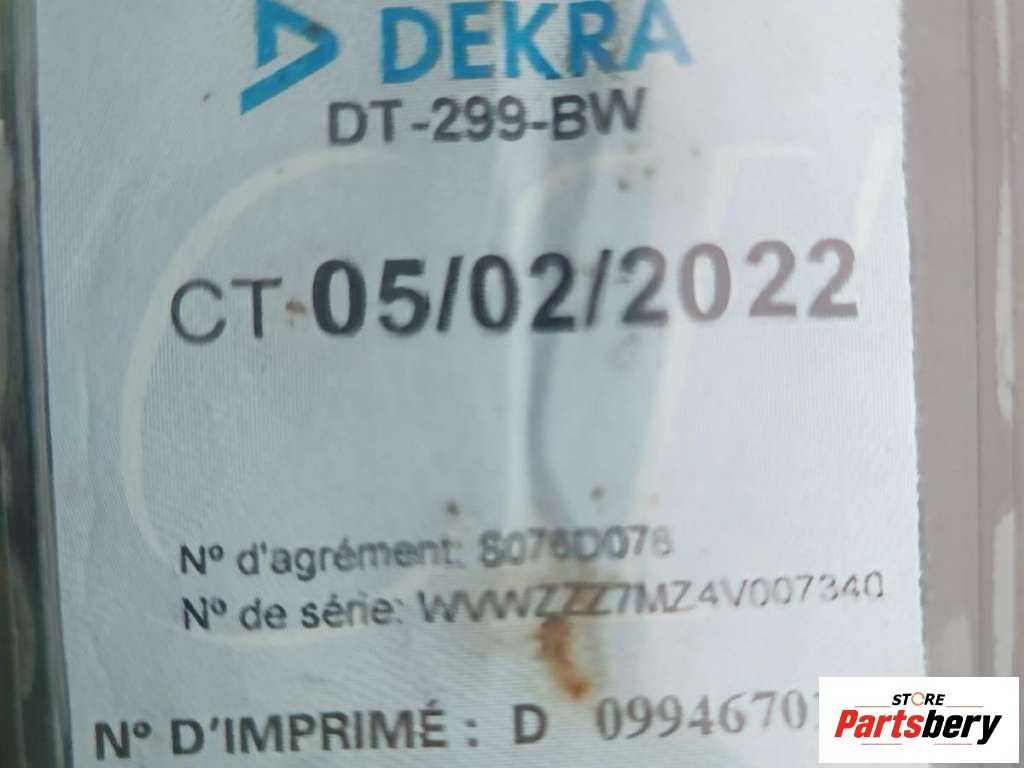 DEKRA
DT-299-BW
CT-05/02/2022
N° d'agrément: S076D076
N° de série: WVWZZZ7MZ4V007340
N° D'IMPRIMÉ : D
STORE
Partsbery